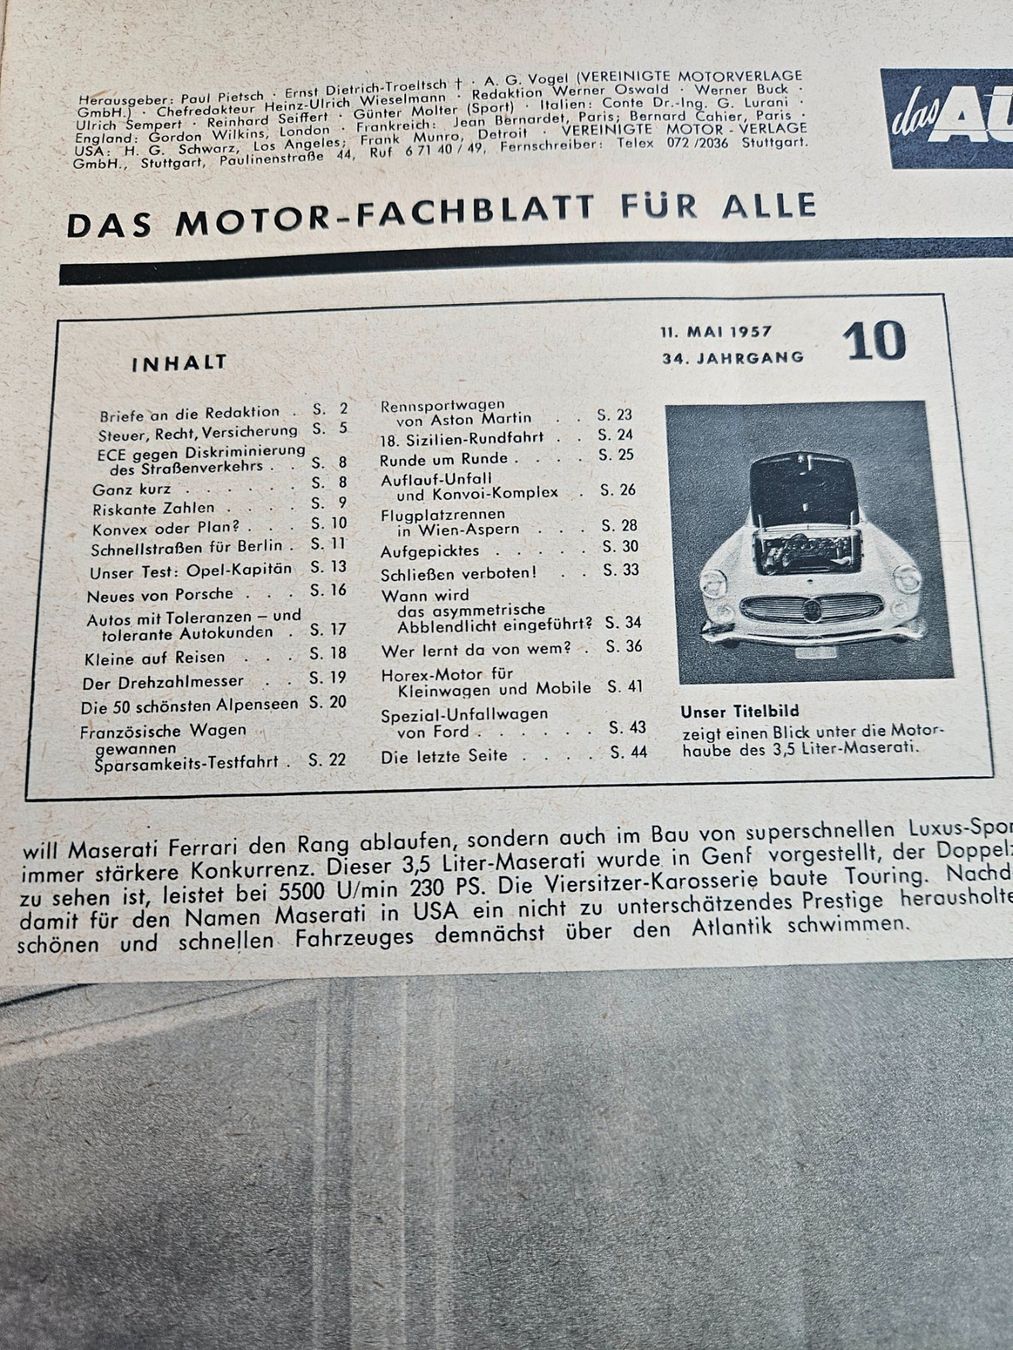 Herausgeber: Paul Pietsch · Ernst Dietrich-Troeltsch † · A. G. Vogel (VEREINIGTE MOTORVERLAGE
GmbH.) · Chefredakteur Heinz-Ulrich Wieselmann · Redaktion Werner Oswald · Werner Buck ·
Ulrich Sempert · Reinhard Seiffert · Günter Molter (Sport) · Italien: Conte Dr.-Ing. G. Lurani ·
England: Gordon Wilkins, London · Frankreich: Jean Bernardet, Paris; Bernard Cahier, Paris ·
USA: H. G. Schwarz, Los Angeles; Frank Munro, Detroit · VEREINIGTE MOTOR-VERLAGE
GmbH., Stuttgart, Paulinenstraße 44, Ruf 6 71 40 / 49, Fernschreiber: Telex 072/2036 Stuttgart.
das AU
DAS MOTOR-FACHBLATT FÜR ALLE
INHALT
11. MAI 1957
34. JAHRGANG
10
Briefe an die Redaktion . S. 2
Steuer, Recht, Versicherung S. 5
ECE gegen Diskriminierung
des Straßenverkehrs . . S. 8
Ganz kurz . . . . . . S. 8
Riskante Zahlen . . . . S. 9
Konvex oder Plan? . . . S. 10
Schnellstraßen für Berlin . S. 11
Unser Test: Opel-Kapitän S. 13
Neues von Porsche . . . S. 16
Autos mit Toleranzen – und
tolerante Autokunden . S. 17
Kleine auf Reisen . . . S. 18
Der Drehzahlmesser . . S. 19
Die 50 schönsten Alpenseen S. 20
Französische Wagen
gewannen
Sparsamkeits-Testfahrt . S. 22
Rennsportwagen
von Aston Martin . . S. 23
18. Sizilien-Rundfahrt . . S. 24
Runde um Runde . . . . S. 25
Auflauf-Unfall
und Konvoi-Komplex . S. 26
Flugplatzrennen
in Wien-Aspern . . . S. 28
Aufgepicktes . . . . . S. 30
Schließen verboten! . . S. 33
Wann wird
das asymmetrische
Abblendlicht eingeführt? S. 34
Wer lernt da von wem? . S. 36
Horex-Motor für
Kleinwagen und Mobile S. 41
Spezial-Unfallwagen
von Ford . . . . . . S. 43
Die letzte Seite . . . . S. 44
Unser Titelbild
zeigt einen Blick unter die Motor-
haube des 3,5 Liter-Maserati.
will Maserati Ferrari den Rang ablaufen, sondern auch im Bau von superschnellen Luxus-Spor
immer stärkere Konkurrenz. Dieser 3,5 Liter-Maserati wurde in Genf vorgestellt, der Doppelz
zu sehen ist, leistet bei 5500 U/min 230 PS. Die Viersitzer-Karosserie baute Touring. Nachd
damit für den Namen Maserati in USA ein nicht zu unterschätzendes Prestige herausholte
schönen und schnellen Fahrzeuges demnächst über den Atlantik schwimmen.